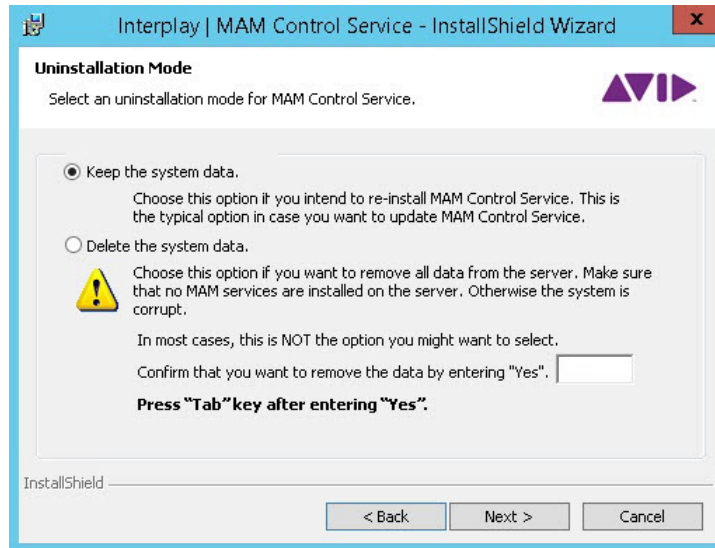 Interplay | MAM Control Service - InstallShield Wizard
x
Uninstallation Mode
Select an uninstallation mode for MAM Control Service.
AVID
Keep the system data.
Choose this option if you intend to re-install MAM Control Service. This is
the typical option in case you want to update MAM Control Service.
Delete the system data.
Choose this option if you want to remove all data from the server. Make sure
that no MAM services are installed on the server. Otherwise the system is
corrupt.
In most cases, this is NOT the option you might want to select.
Confirm that you want to remove the data by entering "Yes".
Press "Tab" key after entering "Yes".
InstallShield
< Back
Next >
Cancel